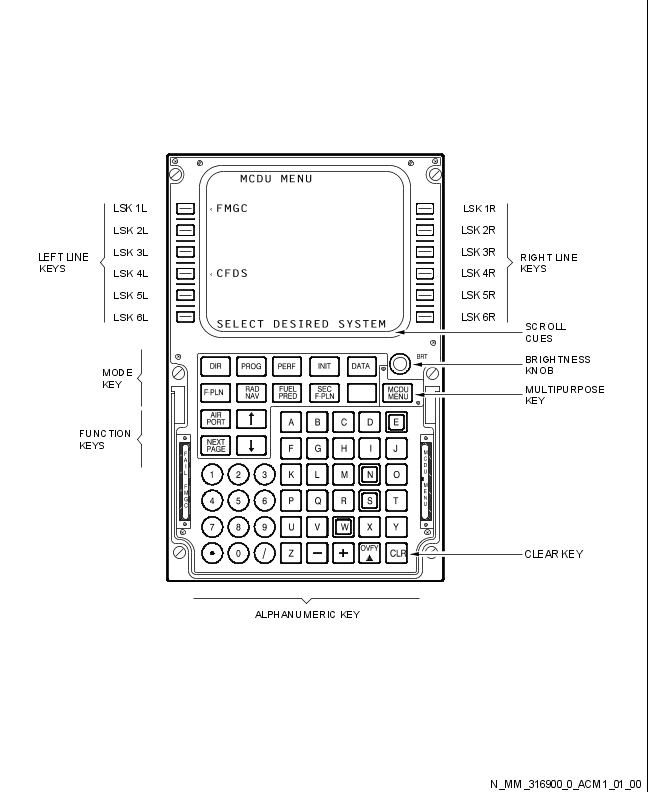 MCDU MENU
LSK 1L
‹FMGC
LSK 1R
LSK 2L
LSK 2R
LSK 3L
LSK 3R
LEFT LINE
KEYS
RIGHT LINE
KEYS
LSK 4L
‹CFDS
LSK 4R
LSK 5L
LSK 5R
LSK 6L
LSK 6R
SELECT DESIRED SYSTEM
SCROLL
CUES
BRT
BRIGHTNESS
KNOB
MODE
KEY
DIR PROG PERF INIT DATA
F-PLN RAD NAV FUEL PRED SEC F-PLN MCDU MENU
MULTIPURPOSE
KEY
FUNCTION
KEYS
AIR PORT ↑
A B C D E
NEXT PAGE ↓
F G H I J
FAIL FMGC
MCDU MENU
1 2 3 K L M N O
4 5 6 P Q R S T
7 8 9 U V W X Y
• 0 / Z − + OVFY ▲ CLR
CLEAR KEY
ALPHANUMERIC KEY
N_MM_316900_0_ACM1_01_00